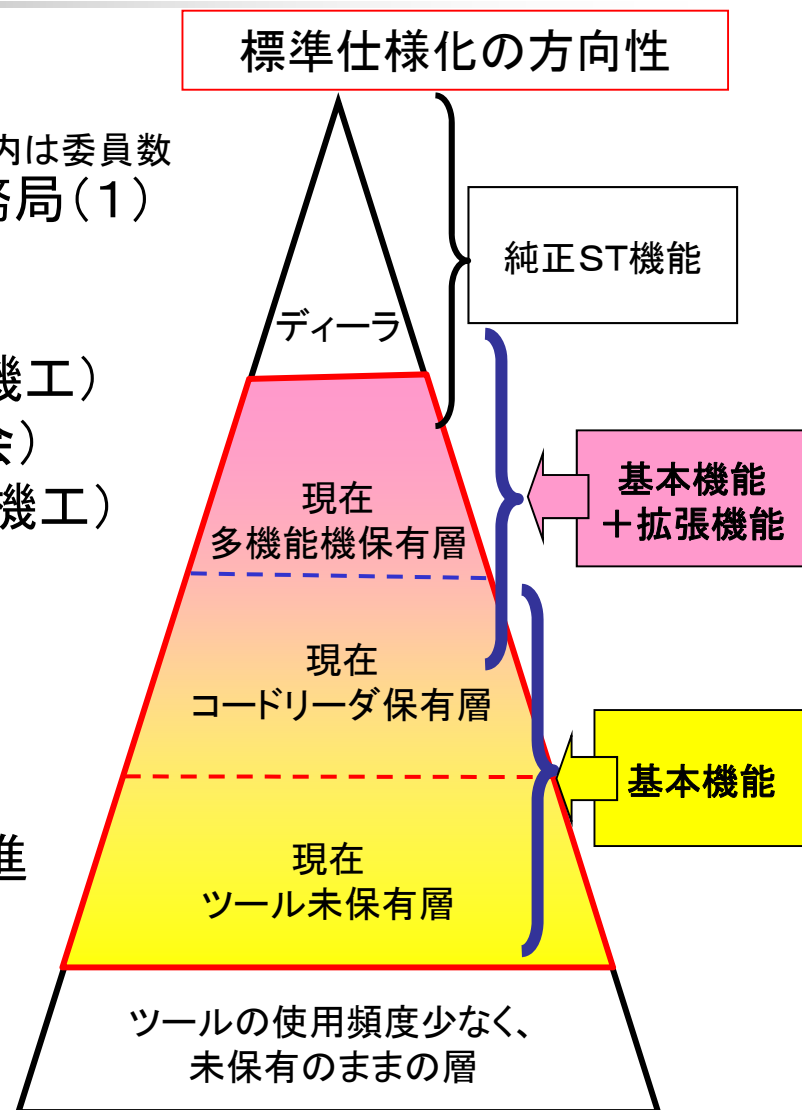 標準仕様化の方向性
内は委員数
局(1)
純正ST機能
ディーラ
機工)
会)
機工)
現在
多機能機保有層
基本機能
+拡張機能
現在
コードリーダ保有層
基本機能
進
現在
ツール未保有層
ツールの使用頻度少なく、
未保有のままの層